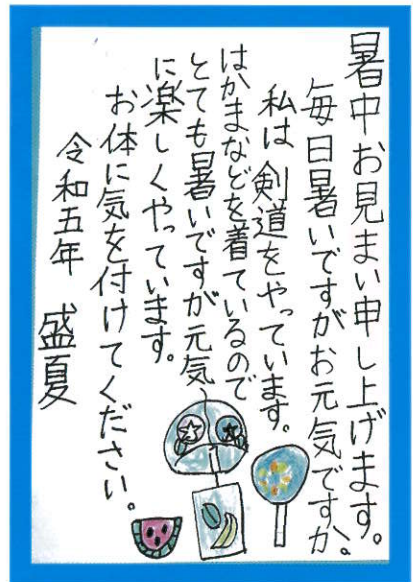 暑中お見まい申し上げます。
毎日暑いですがお元気ですか。
私は剣道をやっています。
はかまなどを着ているので
とても暑いですが元気
に楽しくやっています。
お体に気を付けてください。
令和五年 盛夏